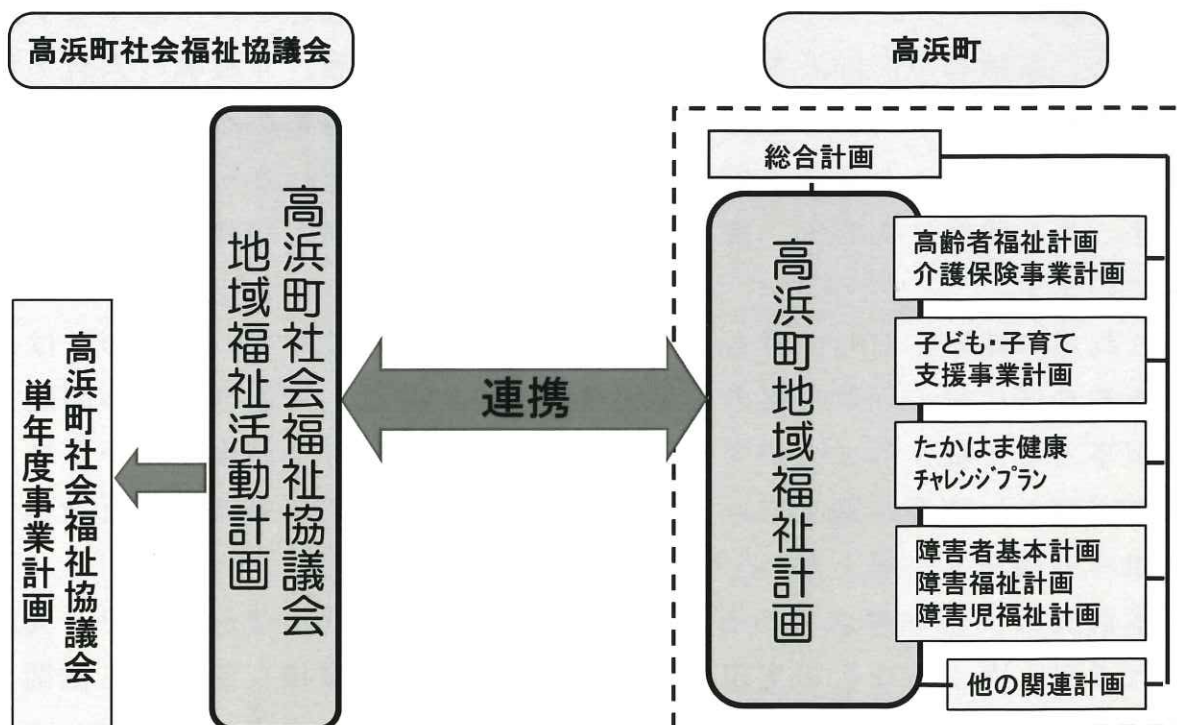 高浜町社会福祉協議会
高浜町
高浜町社会福祉協議会
単年度事業計画
高浜町社会福祉協議会
地域福祉活動計画
連携
総合計画
高浜町地域福祉計画
高齢者福祉計画
介護保険事業計画
子ども・子育て
支援事業計画
たかはま健康
チャレンジプラン
障害者基本計画
障害福祉計画
障害児福祉計画
他の関連計画